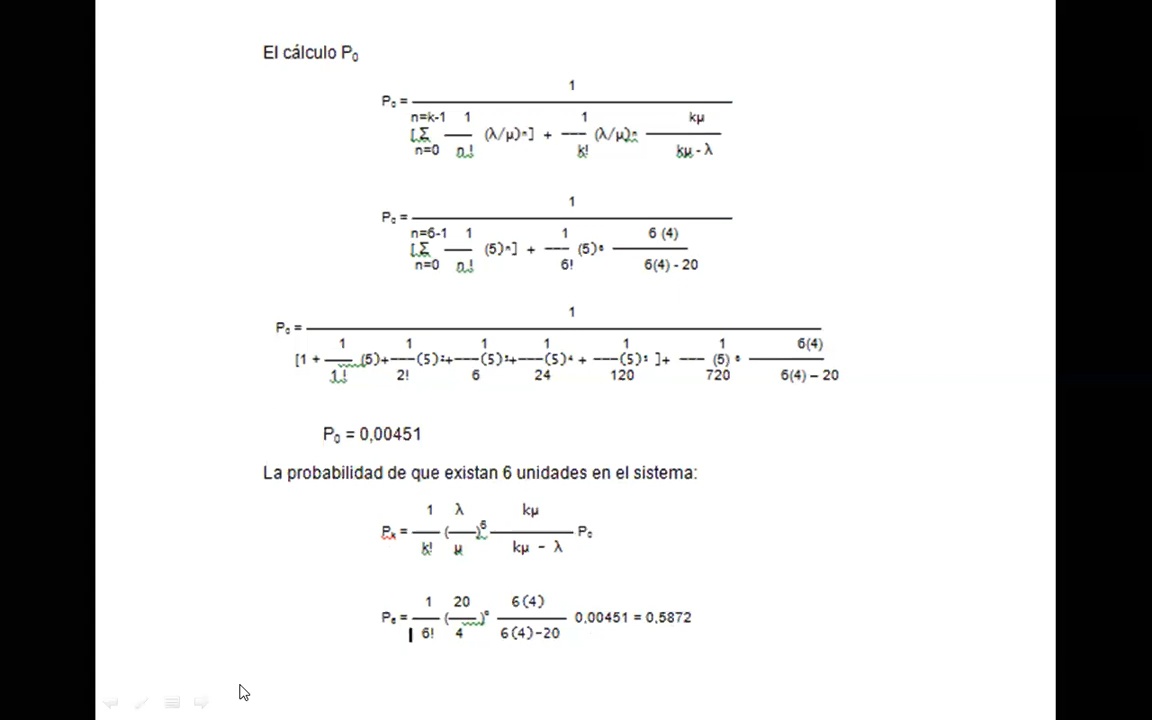 El cálculo P0
1
P0 = 
n=k-1 1 1 kµ
[Σ (λ/µ)n] + (λ/µ)n
n=0 n! k! kµ - λ
1
P0 =
n=6-1 1 1 6 (4)
[Σ (5)n] + (5)6
n=0 n! 6! 6(4) - 20
1
P0 =
1 1 1 1 1 1 6(4)
[1 + (5)+ (5)2+ (5)3+ (5)4 + (5)5 ]+ (5) 6
1! 2! 6 24 120 720 6(4) – 20
P0 = 0,00451
La probabilidad de que existan 6 unidades en el sistema:
1 λ kµ
Pk = ( )6 P0
k! µ kµ - λ
1 20 6(4)
P6 = ( )6 0,00451 = 0,5872
6! 4 6(4)-20